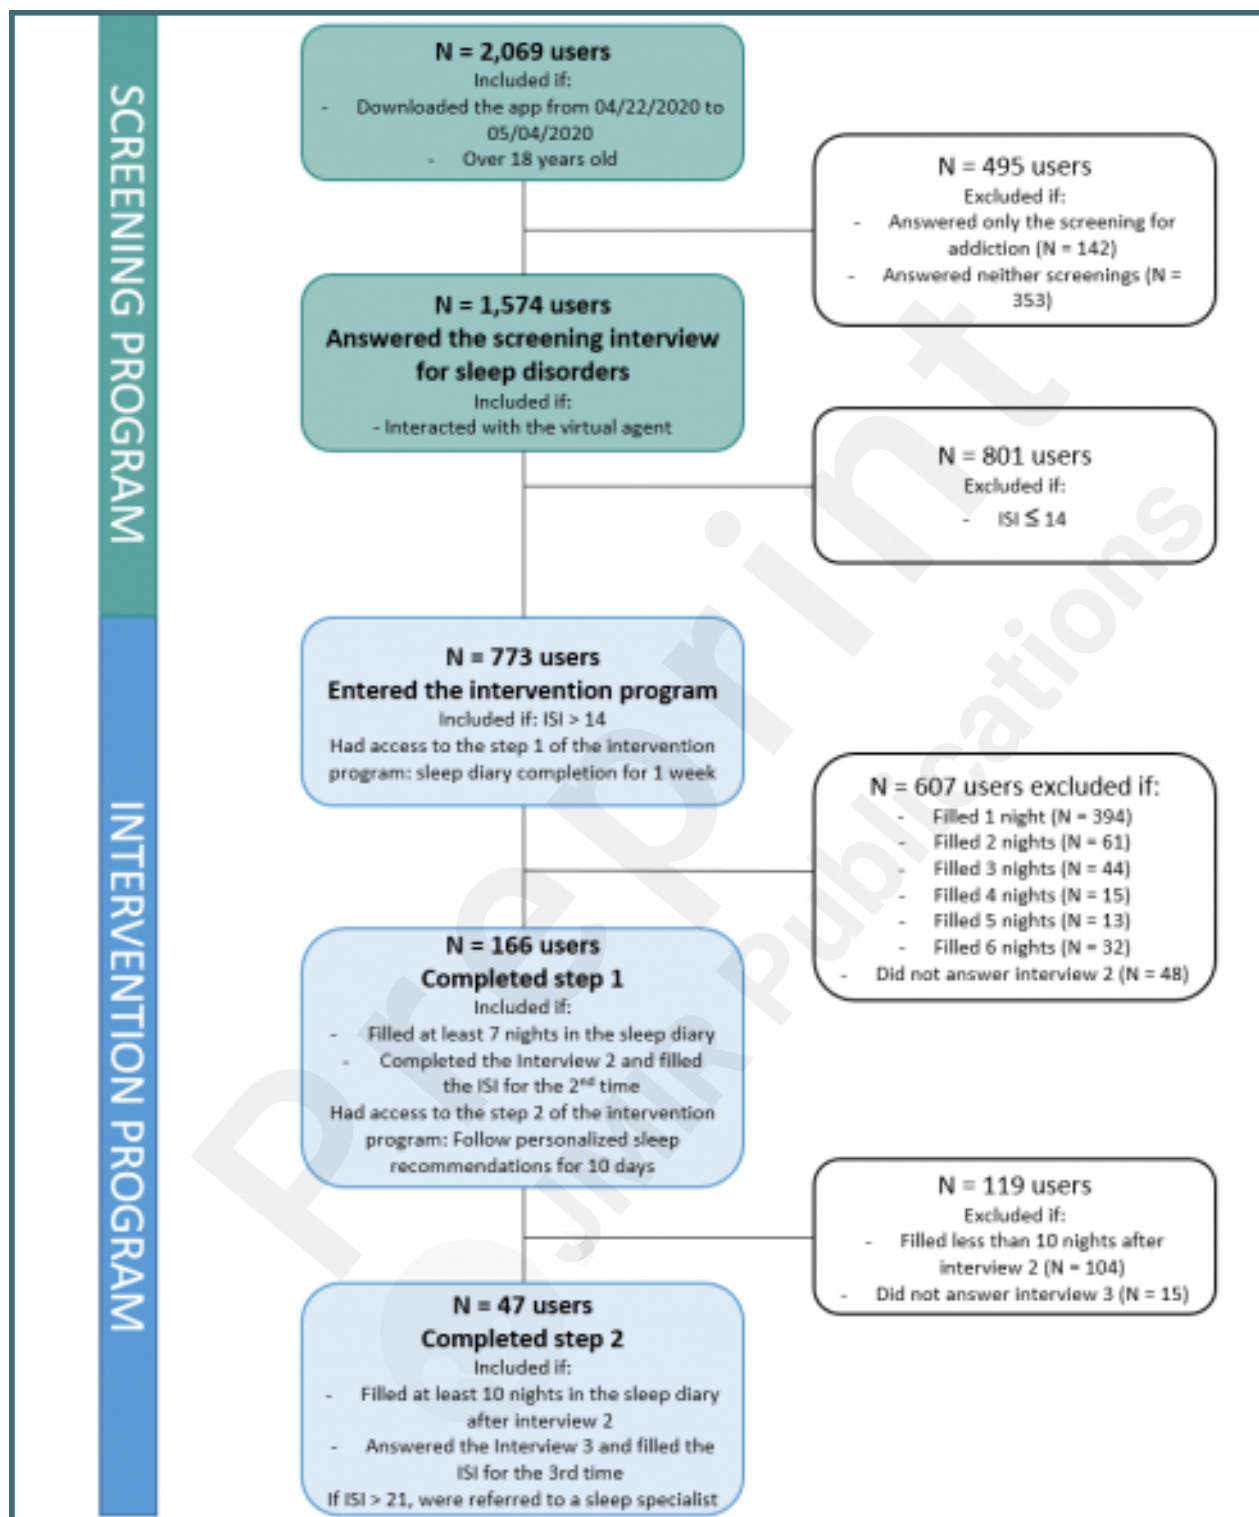 SCREENING PROGRAM
N = 2,069 users
Included if:
- Downloaded the app from 04/22/2020 to
05/04/2020
- Over 18 years old
N = 495 users
Excluded if:
- Answered only the screening for
addiction (N = 142)
- Answered neither screenings (N =
353)
N = 1,574 users
Answered the screening interview
for sleep disorders
Included if:
- Interacted with the virtual agent
N = 801 users
Excluded if:
- ISI ≤ 14
INTERVENTION PROGRAM
N = 773 users
Entered the intervention program
Included if: ISI > 14
Had access to the step 1 of the intervention
program: sleep diary completion for 1 week
N = 607 users excluded if:
- Filled 1 night (N = 394)
- Filled 2 nights (N = 61)
- Filled 3 nights (N = 44)
- Filled 4 nights (N = 15)
- Filled 5 nights (N = 13)
- Filled 6 nights (N = 32)
- Did not answer interview 2 (N = 48)
N = 166 users
Completed step 1
Included if:
- Filled at least 7 nights in the sleep diary
- Completed the Interview 2 and filled
the ISI for the 2nd time
Had access to the step 2 of the intervention
program: Follow personalized sleep
recommendations for 10 days
N = 119 users
Excluded if:
- Filled less than 10 nights after
interview 2 (N = 104)
- Did not answer interview 3 (N = 15)
N = 47 users
Completed step 2
Included if:
- Filled at least 10 nights in the sleep diary
after interview 2
- Answered the Interview 3 and filled the
ISI for the 3rd time
If ISI > 21, were referred to a sleep specialist
Preprint
JMIR Publications